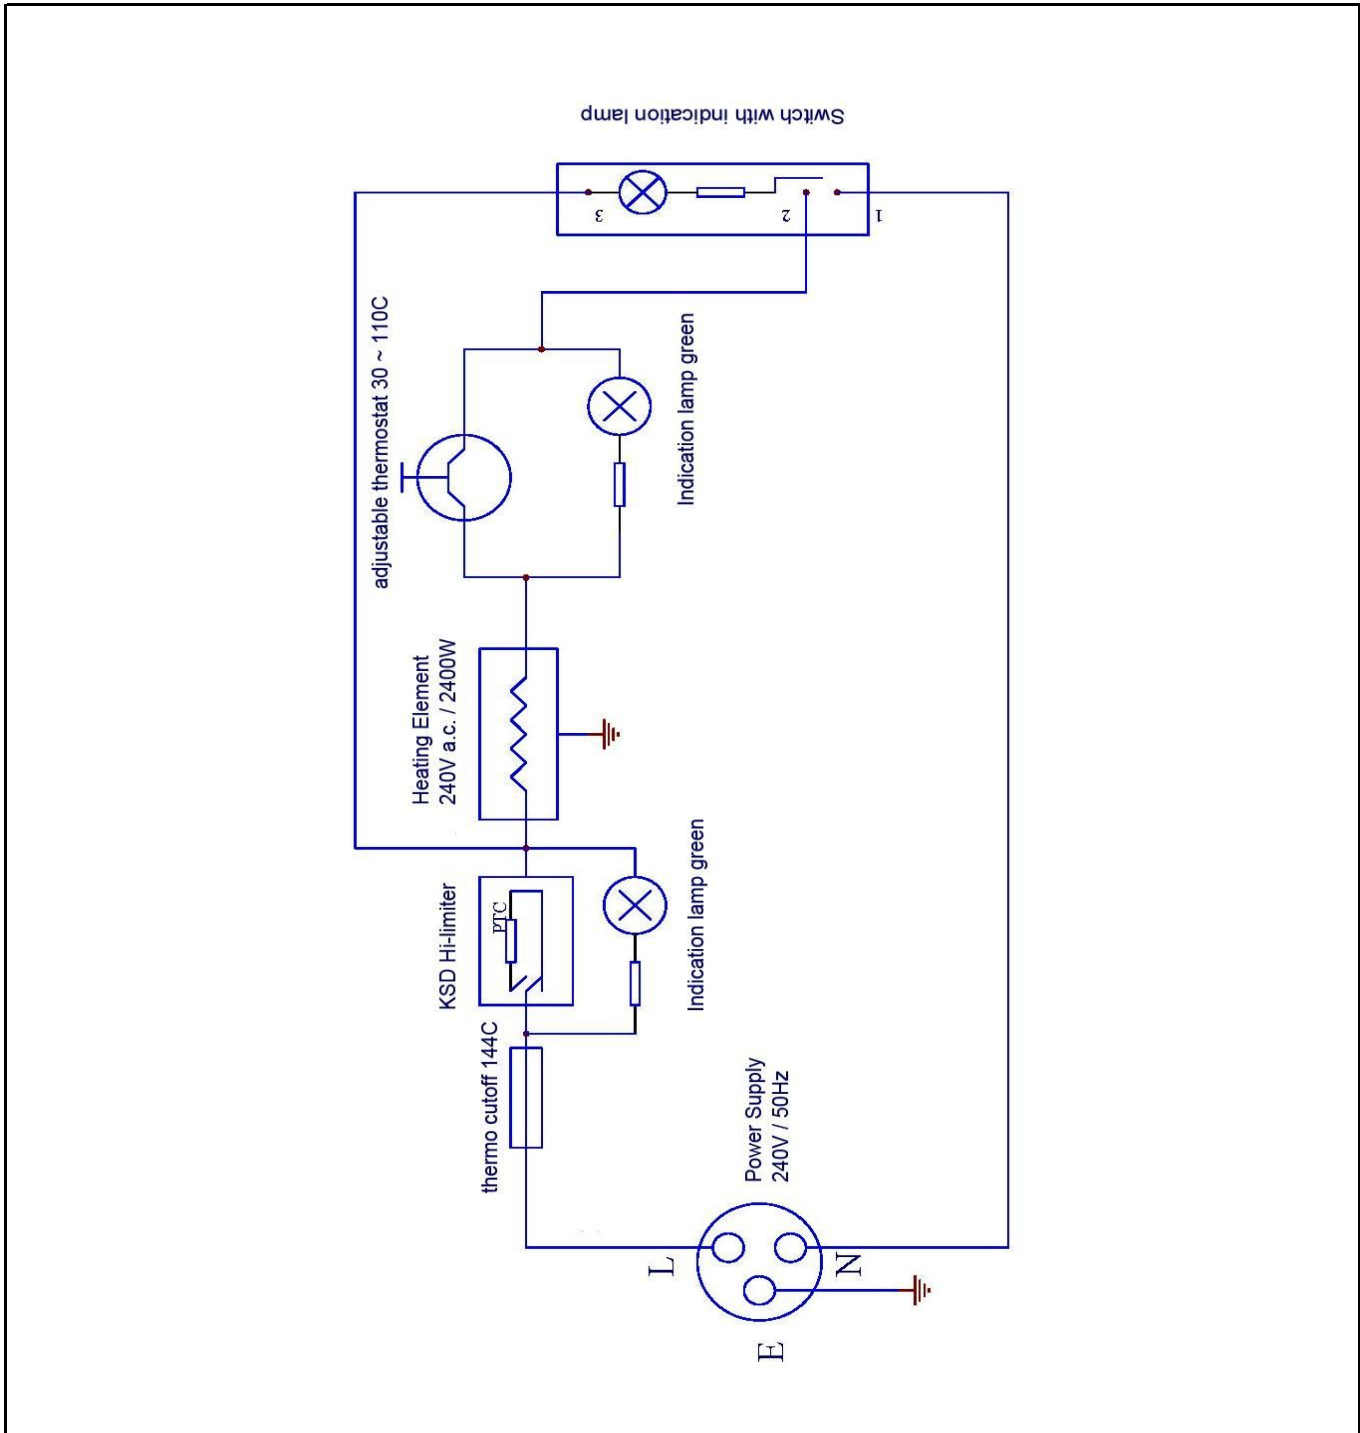 Switch with indication lamp
3
2
1
adjustable thermostat 30 ~ 110C
Indication lamp green
Heating Element
240V a.c. / 2400W
KSD Hi-limiter
PTC
Indication lamp green
thermo cutoff 144C
Power Supply
240V / 50Hz
L
N
E